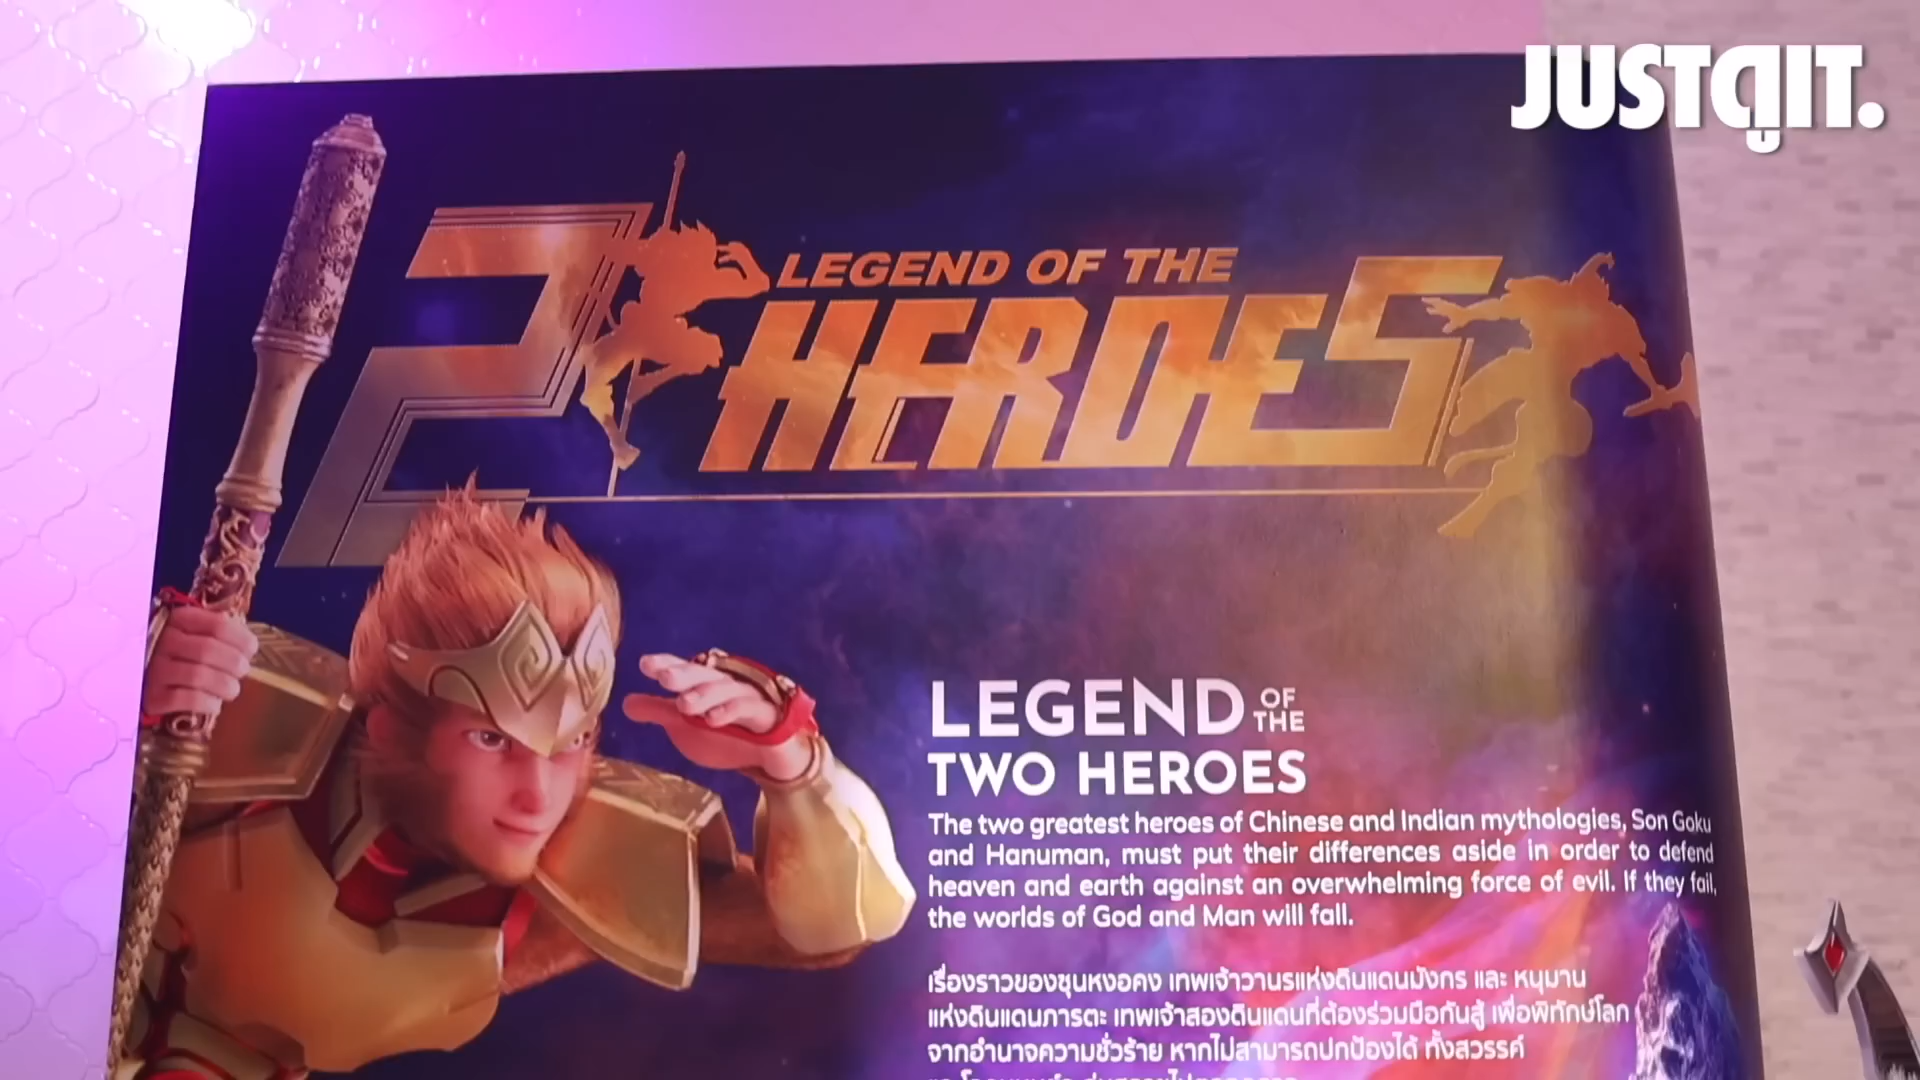 JUSTดูIT.
2
LEGEND OF THE
HEROES
LEGEND OF THE
TWO HEROES
The two greatest heroes of Chinese and Indian mythologies, Son Goku
and Hanuman, must put their differences aside in order to defend
heaven and earth against an overwhelming force of evil. If they fail,
the worlds of God and Man will fall.
เรื่องราวของซุนหงอคง เทพเจ้าวานรแห่งดินแดนมังกร และ หนุมาน
แห่งดินแดนภารตะ เทพเจ้าสองดินแดนที่ต้องร่วมมือกันสู้ เพื่อพิทักษ์โลก
จากอำนาจความชั่วร้าย หากไม่สามารถปกป้องได้ ทั้งสวรรค์